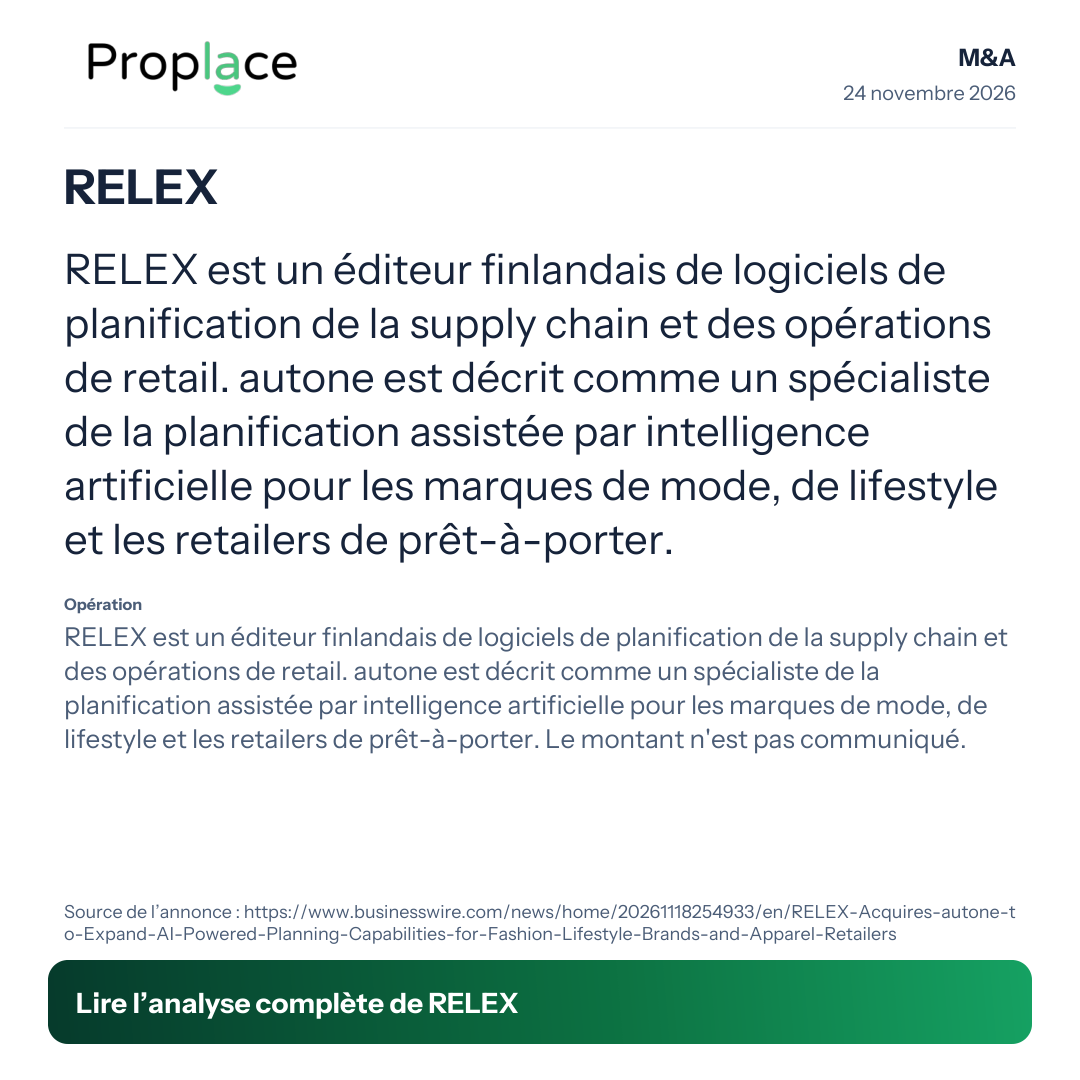 Proplace
M&A
24 novembre 2026
RELEX
RELEX est un éditeur finlandais de logiciels de
planification de la supply chain et des opérations
de retail. autone est décrit comme un spécialiste
de la planification assistée par intelligence
artificielle pour les marques de mode, de lifestyle
et les retailers de prêt-à-porter.
Opération
RELEX est un éditeur finlandais de logiciels de planification de la supply chain et
des opérations de retail. autone est décrit comme un spécialiste de la
planification assistée par intelligence artificielle pour les marques de mode, de
lifestyle et les retailers de prêt-à-porter. Le montant n'est pas communiqué.
Source de l’annonce : https://www.businesswire.com/news/home/20261118254933/en/RELEX-Acquires-autone-t
o-Expand-AI-Powered-Planning-Capabilities-for-Fashion-Lifestyle-Brands-and-Apparel-Retailers
Lire l’analyse complète de RELEX